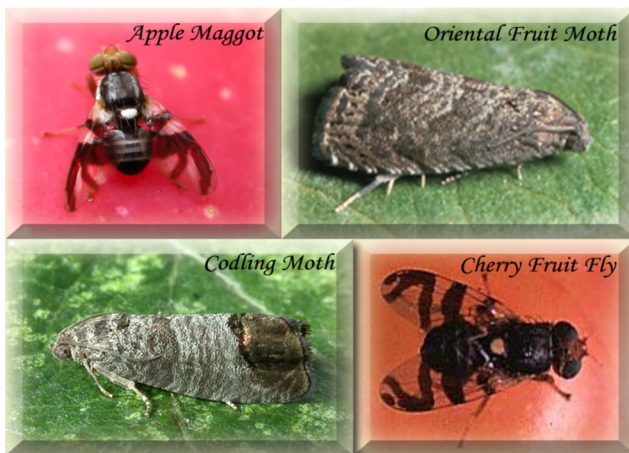 Apple Maggot
Oriental Fruit Moth
Codling Moth
Cherry Fruit Fly